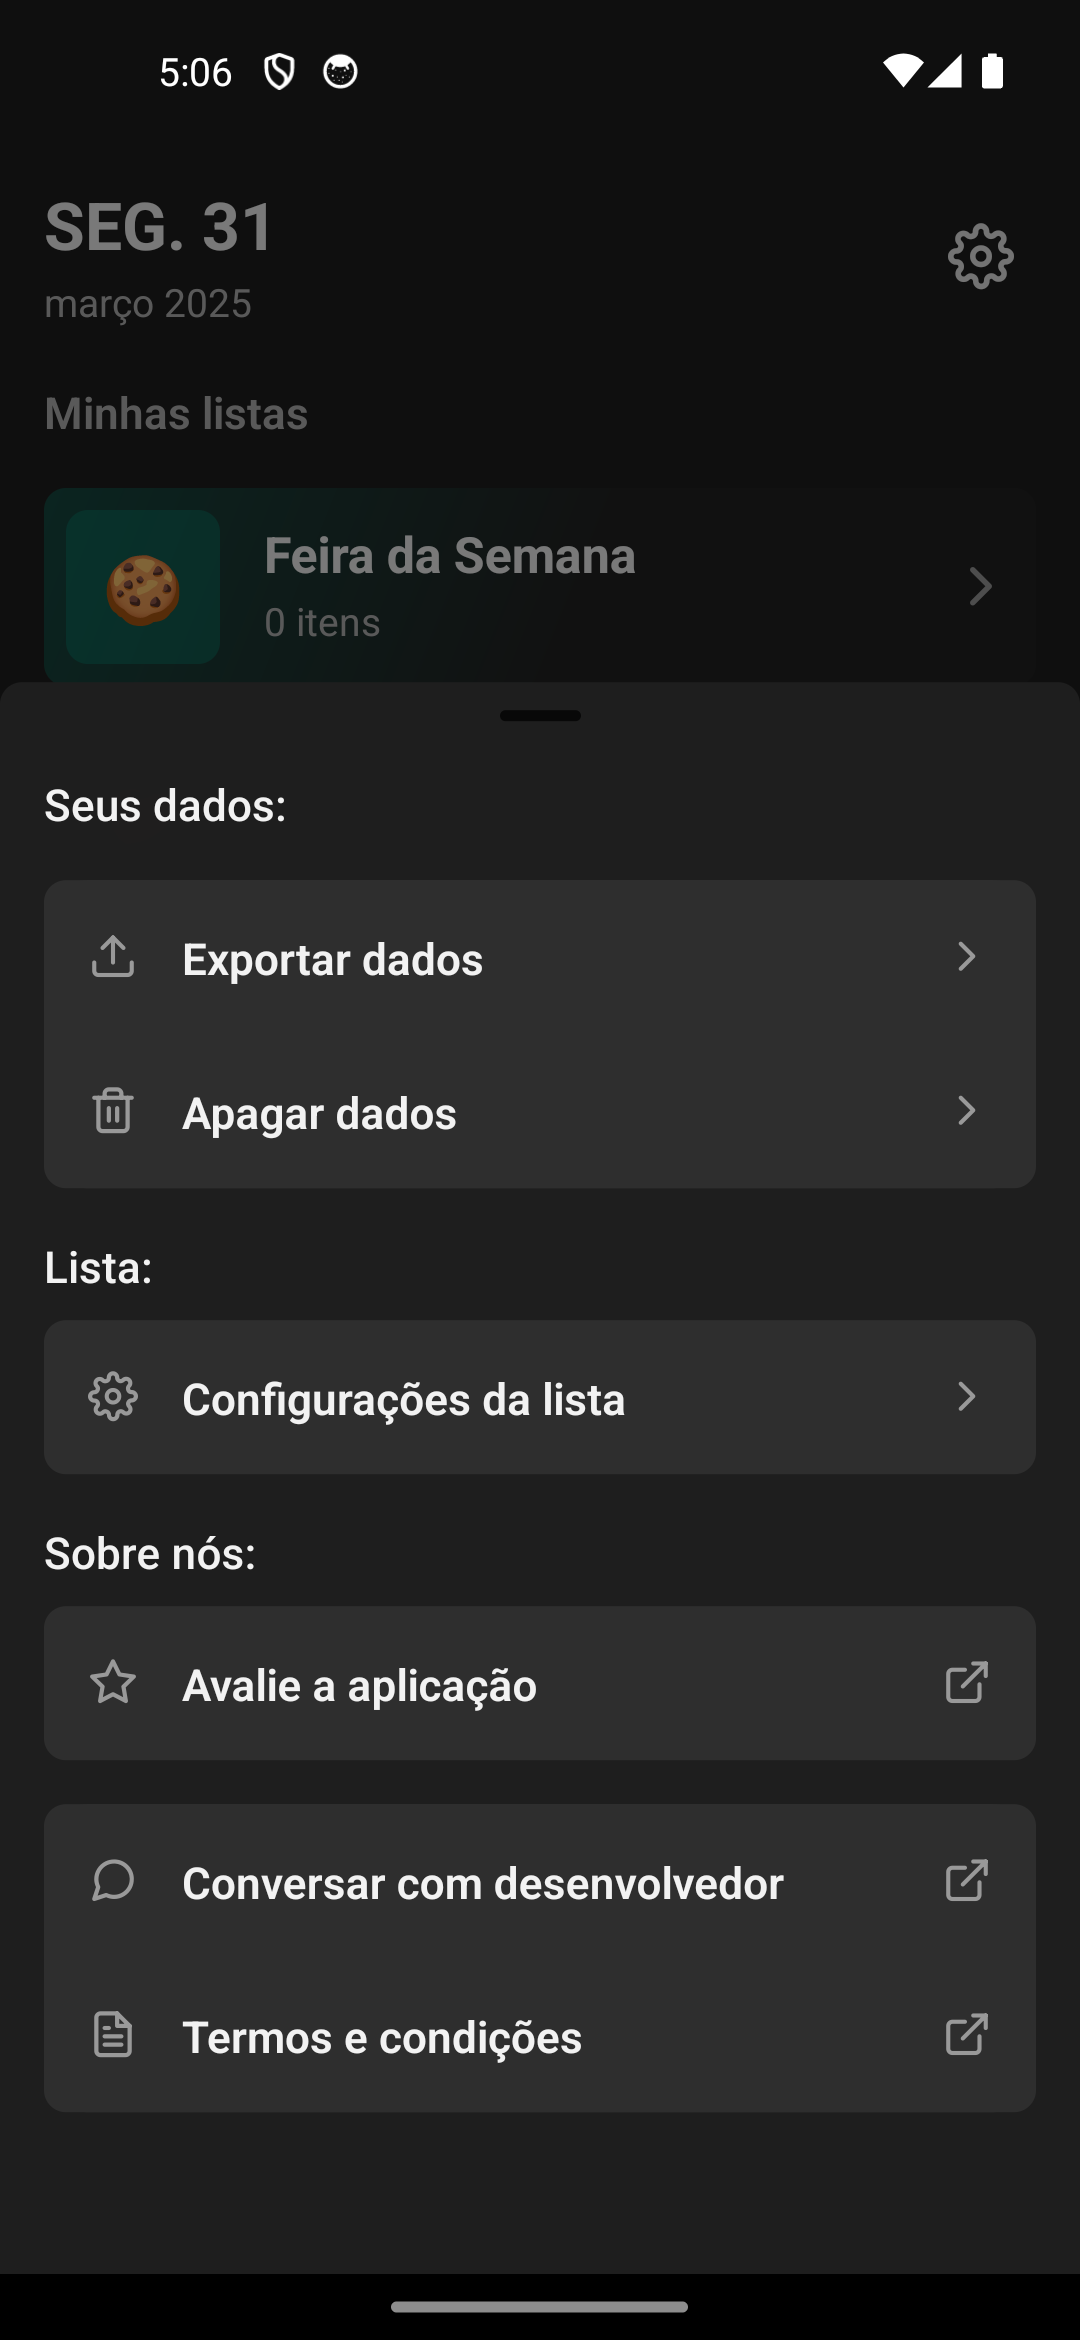 5:06
SEG. 31
março 2025
Minhas listas
Feira da Semana
0 itens
Seus dados:
Exportar dados
Apagar dados
Lista:
Configurações da lista
Sobre nós:
Avalie a aplicação
Conversar com desenvolvedor
Termos e condições